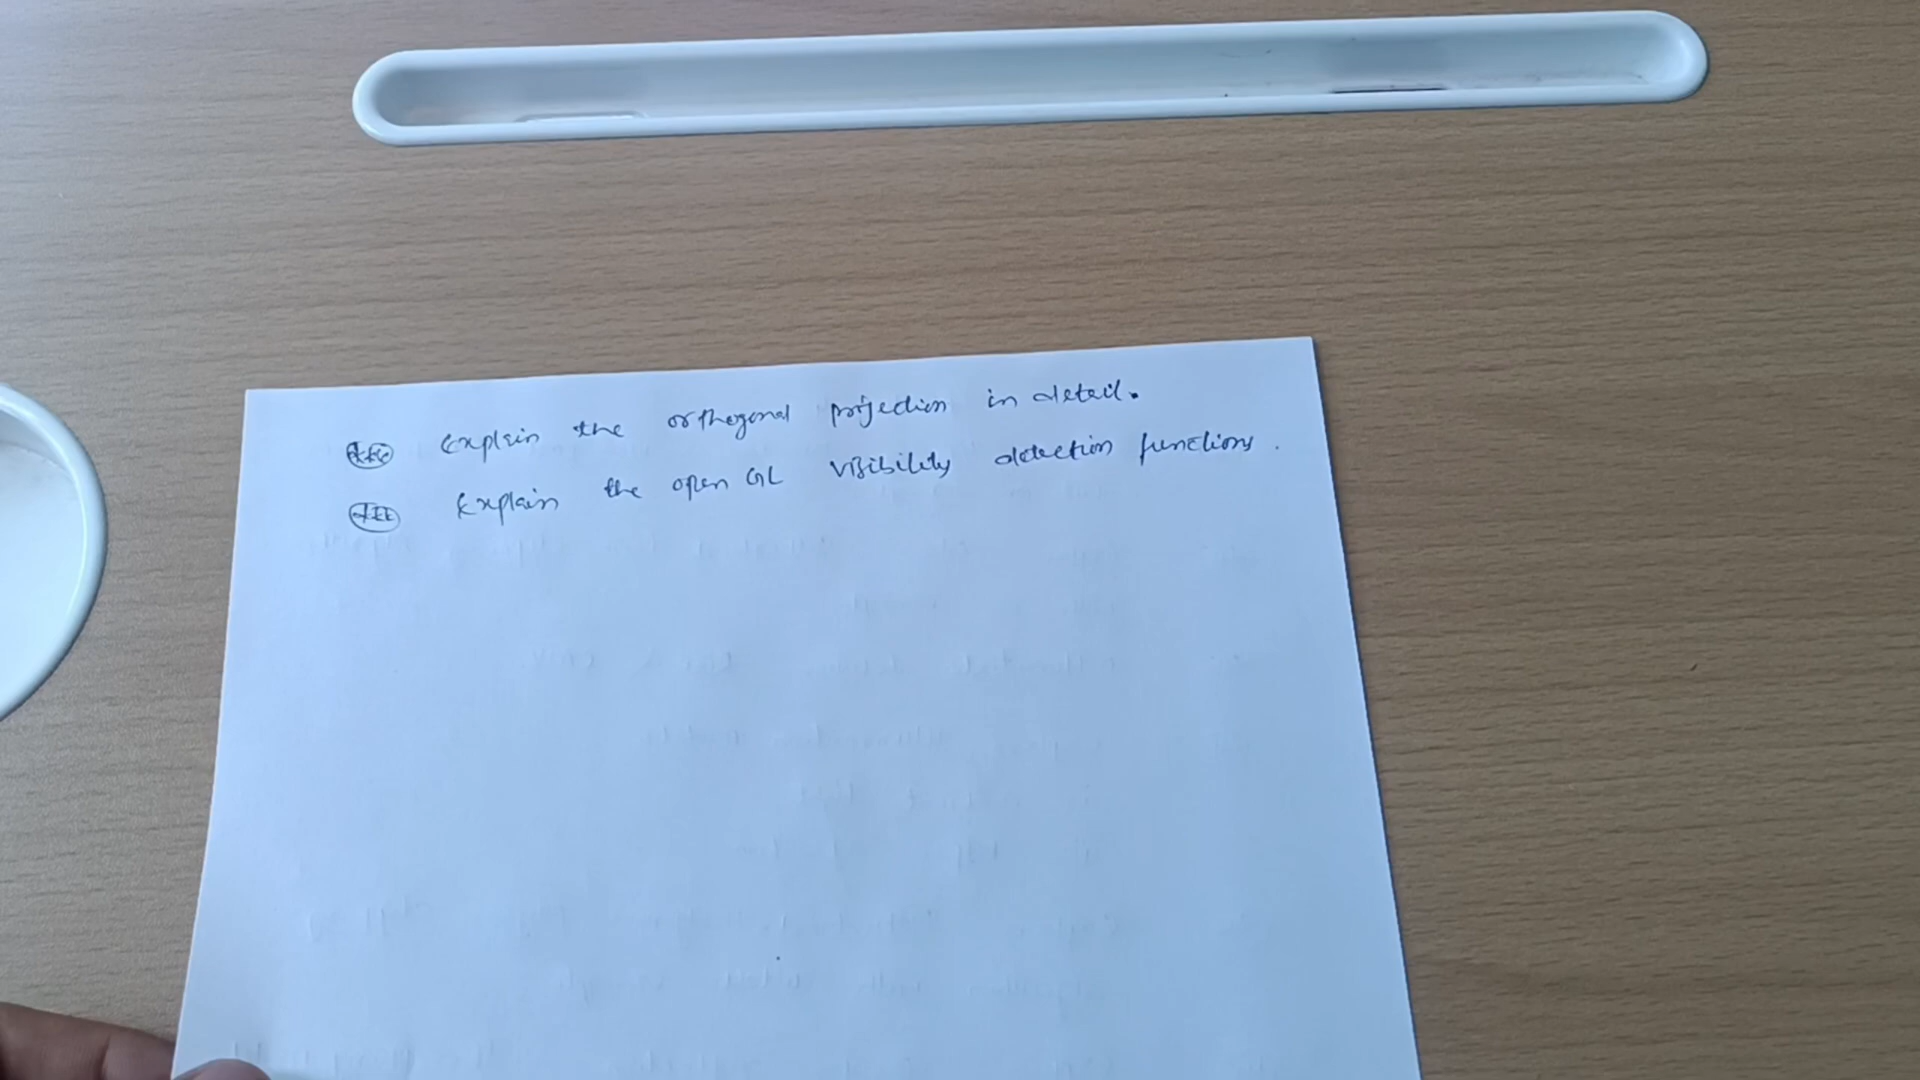 Explain the orthogonal projection in detail.
Explain the open GL visibility detection functions.